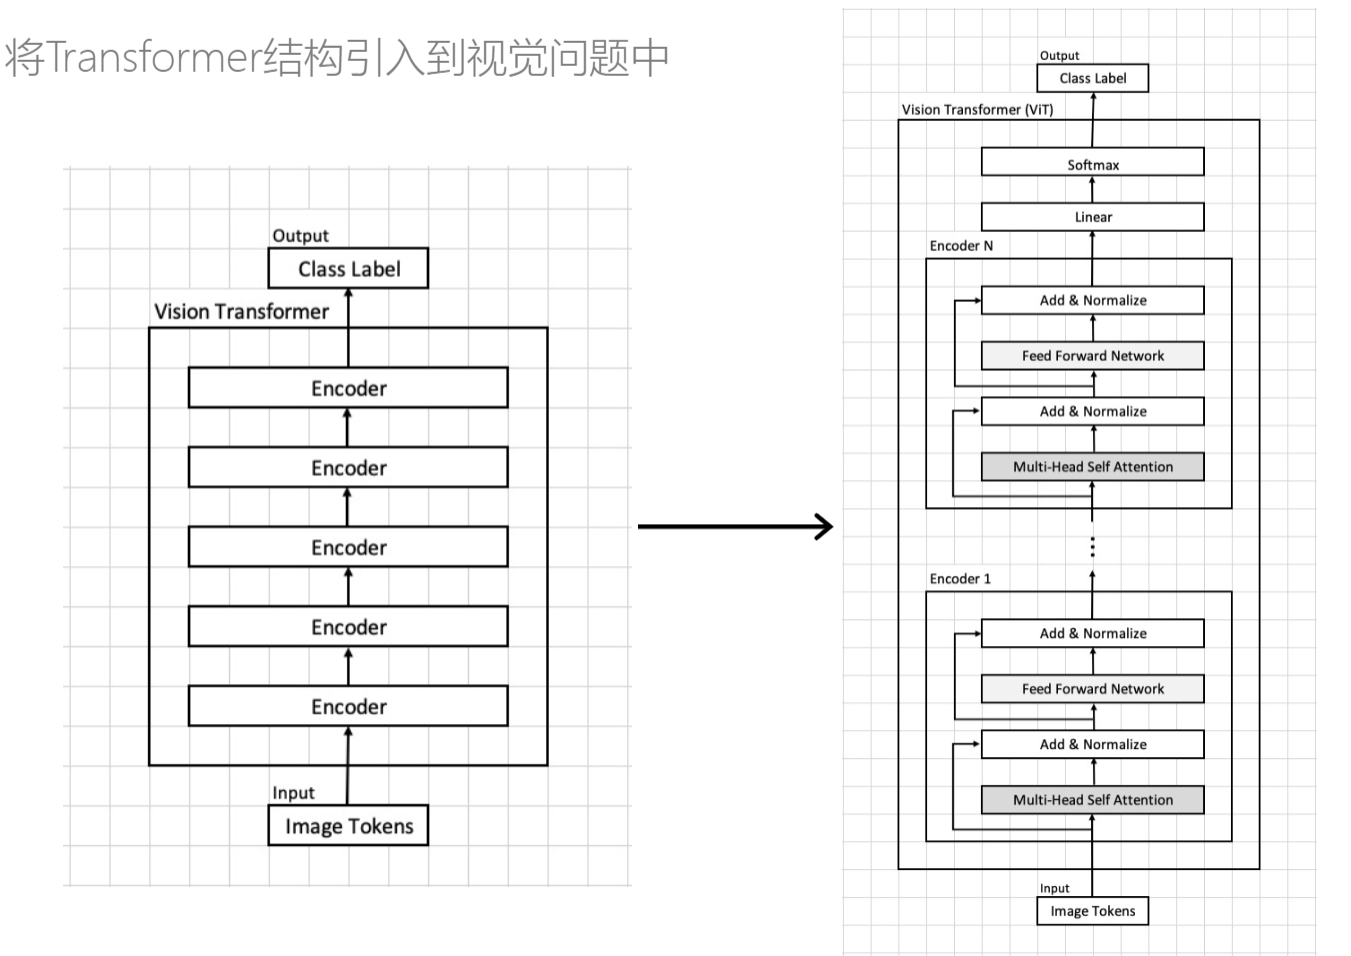 将Transformer结构引入到视觉问题中
Output
Class Label
Vision Transformer
Encoder
Encoder
Encoder
Encoder
Encoder
Input
Image Tokens
Output
Class Label
Vision Transformer (ViT)
Softmax
Linear
Encoder N
Add & Normalize
Feed Forward Network
Add & Normalize
Multi-Head Self Attention
Encoder 1
Add & Normalize
Feed Forward Network
Add & Normalize
Multi-Head Self Attention
Input
Image Tokens